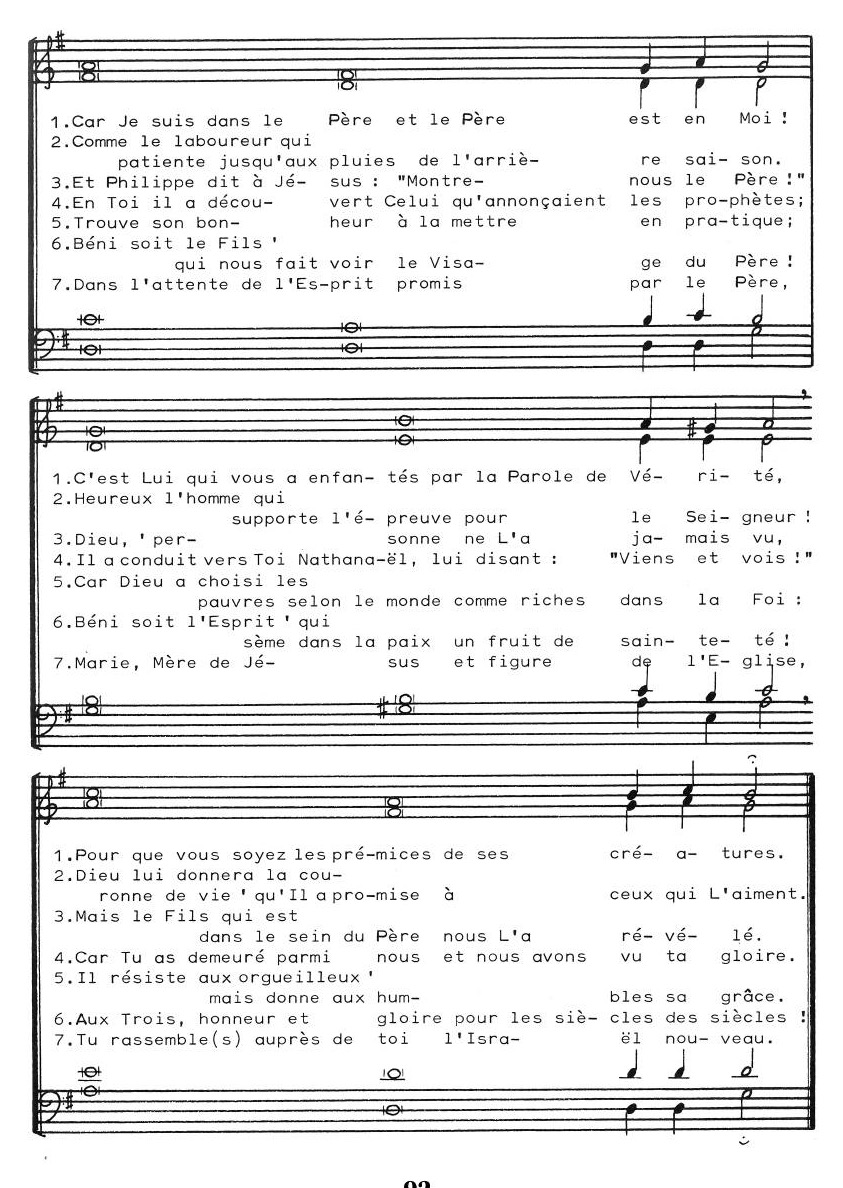 1.Car Je suis dans le Père et le Père est en Moi !
2.Comme le laboureur qui
patiente jusqu'aux pluies de l'arriè- re sai- son.
3.Et Philippe dit à Jé- sus : "Montre- nous le Père !"
4.En Toi il a décou- vert Celui qu'annonçaient les pro-phètes;
5.Trouve son bon- heur à la mettre en pra-tique;
6.Béni soit le Fils '
qui nous fait voir le Visa- ge du Père !
7.Dans l'attente de l'Es-prit promis par le Père,
1.C'est Lui qui vous a enfan- tés par la Parole de Vé- ri- té,
2.Heureux l'homme qui
supporte l'é- preuve pour le Sei- gneur !
3.Dieu, ' per- sonne ne L'a ja- mais vu,
4.Il a conduit vers Toi Nathana-ël, lui disant : "Viens et vois !"
5.Car Dieu a choisi les
pauvres selon le monde comme riches dans la Foi :
6.Béni soit l'Esprit ' qui
sème dans la paix un fruit de sain- te- té !
7.Marie, Mère de Jé- sus et figure de l'E- glise,
1.Pour que vous soyez les pré-mices de ses cré- a- tures.
2.Dieu lui donnera la cou-
ronne de vie ' qu'Il a pro-mise à ceux qui L'aiment.
3.Mais le Fils qui est
dans le sein du Père nous L'a ré- vé- lé.
4.Car Tu as demeuré parmi nous et nous avons vu ta gloire.
5.Il résiste aux orgueilleux '
mais donne aux hum- bles sa grâce.
6.Aux Trois, honneur et gloire pour les siè- cles des siècles !
7.Tu rassemble(s) auprès de toi l'Isra- ël nou- veau.